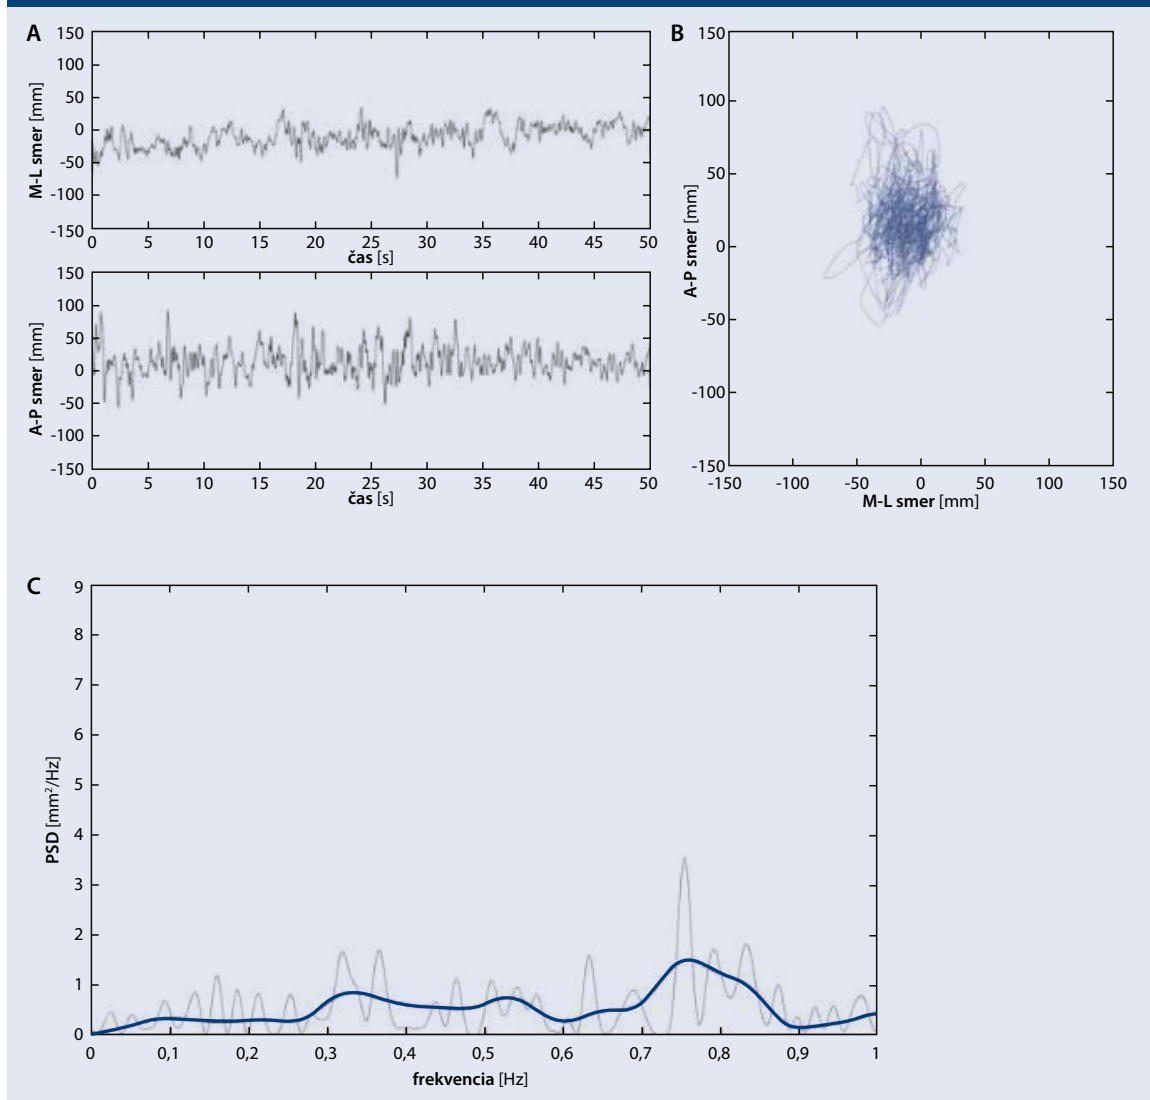 A
150
100
50
0
-50
-100
-150
M-L smer [mm]
0 5 10 15 20 25 30 35 40 45 50
čas [s]
150
100
50
0
-50
-100
-150
A-P smer [mm]
0 5 10 15 20 25 30 35 40 45 50
čas [s]
B
150
100
50
0
-50
-100
-150
A-P smer [mm]
-150 -100 -50 0 50 100 150
M-L smer [mm]
C
9
8
7
6
5
4
3
2
1
0
PSD [mm²/Hz]
0 0,1 0,2 0,3 0,4 0,5 0,6 0,7 0,8 0,9 1
frekvencia [Hz]